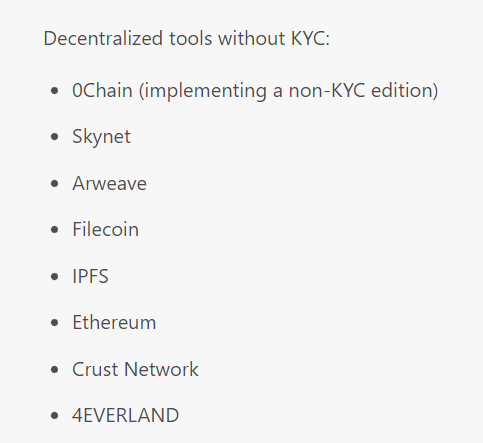 Decentralized tools without KYC:
• 0Chain (implementing a non-KYC edition)
• Skynet
• Arweave
• Filecoin
• IPFS
• Ethereum
• Crust Network
• 4EVERLAND